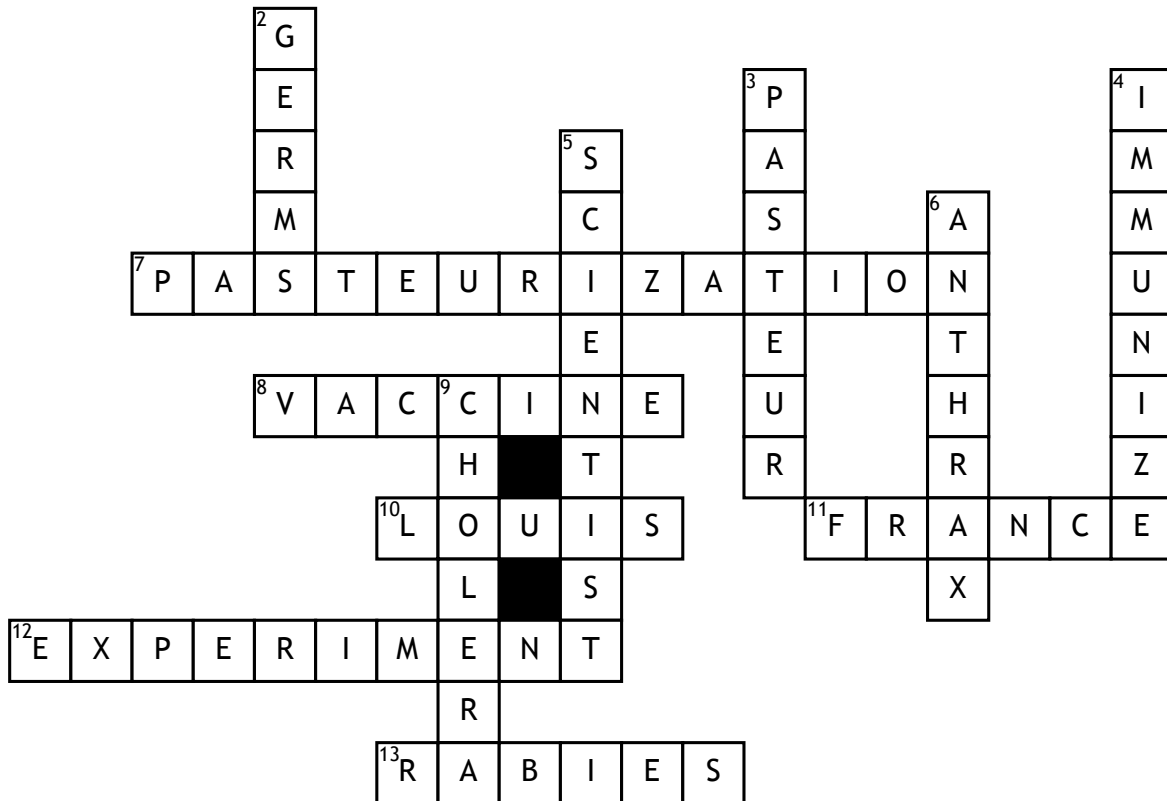 2 G
E 3 P 4 I
R 5 S A M
M C S 6 A M
7 P A S T E U R I Z A T I O N U
E E T N
8 V A C 9 C I N E U H I
H T R R Z
10 L O U I S 11 F R A N C E
L S X
12 E X P E R I M E N T
R
13 R A B I E S